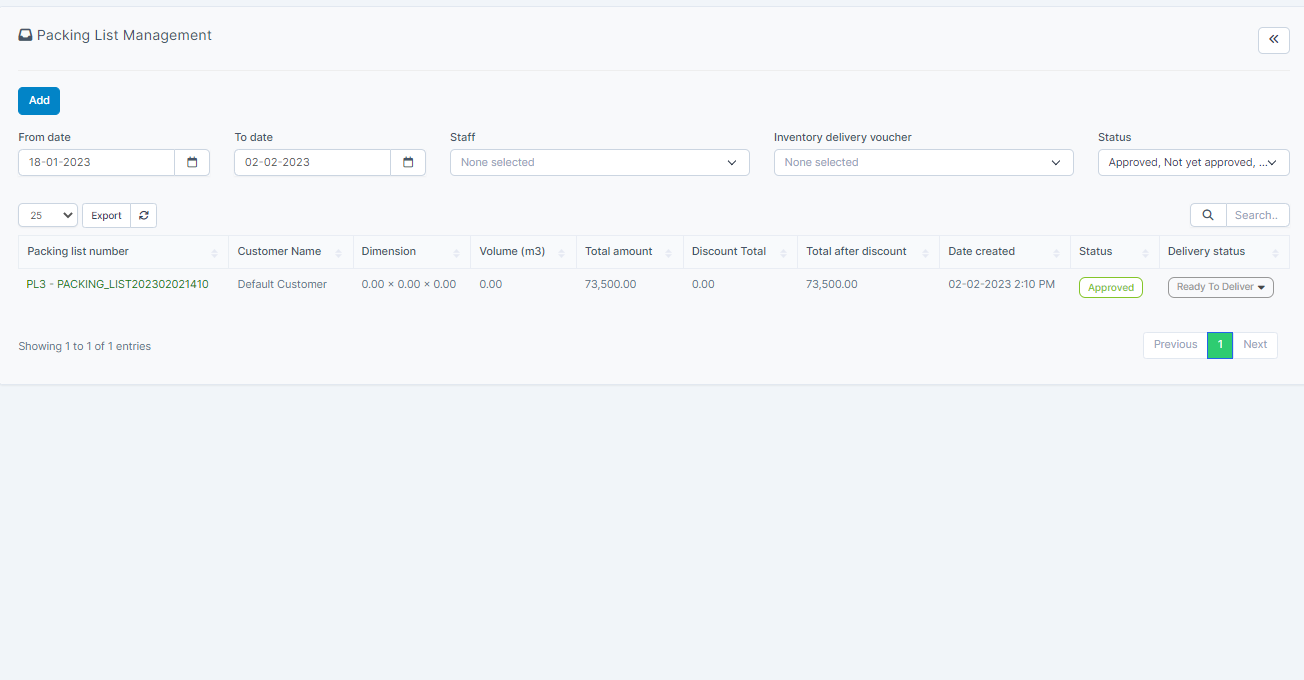 Packing List Management
Add
From date To date Staff Inventory delivery voucher Status
18-01-2023 02-02-2023 None selected None selected Approved, Not yet approved, ...
25 Export Search..
Packing list number Customer Name Dimension Volume (m3) Total amount Discount Total Total after discount Date created Status Delivery status
PL3 - PACKING_LIST202302021410 Default Customer 0.00 × 0.00 × 0.00 0.00 73,500.00 0.00 73,500.00 02-02-2023 2:10 PM Approved Ready To Deliver
Showing 1 to 1 of 1 entries Previous 1 Next